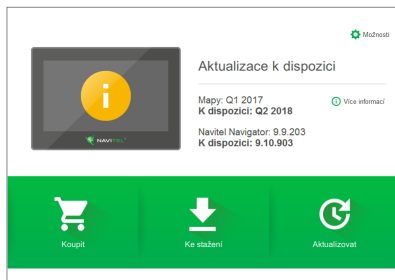 Možnosti
Aktualizace k dispozici
Mapy: Q1 2017
K dispozici: Q2 2018
Více informací
Navitel Navigator: 9.9.203
K dispozici: 9.10.903
NAVITEL
Koupit
Ke stažení
Aktualizovat